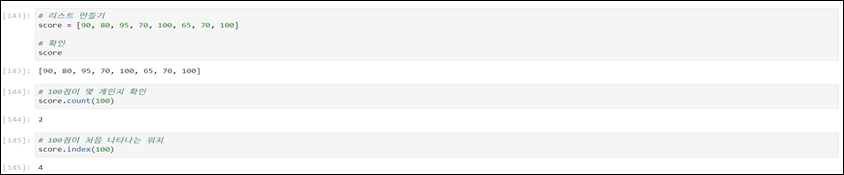 [143]: # 리스트 만들기
score = [90, 80, 95, 70, 100, 65, 70, 100]
# 확인
score
[143]: [90, 80, 95, 70, 100, 65, 70, 100]
[144]: # 100점이 몇 개인지 확인
score.count(100)
[144]: 2
[145]: # 100점이 처음 나타나는 위치
score.index(100)
[145]: 4